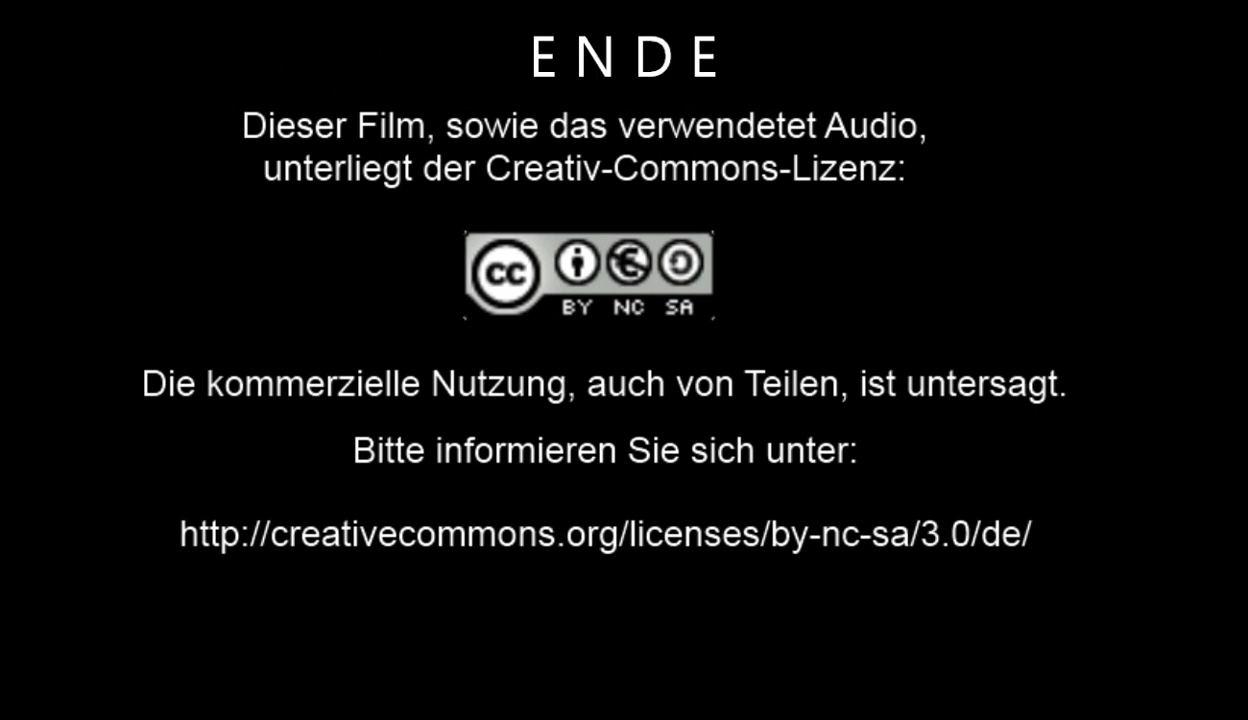 ENDE
Dieser Film, sowie das verwendetet Audio,
unterliegt der Creativ-Commons-Lizenz:
cc
BY NC SA
Die kommerzielle Nutzung, auch von Teilen, ist untersagt.
Bitte informieren Sie sich unter:
http://creativecommons.org/licenses/by-nc-sa/3.0/de/